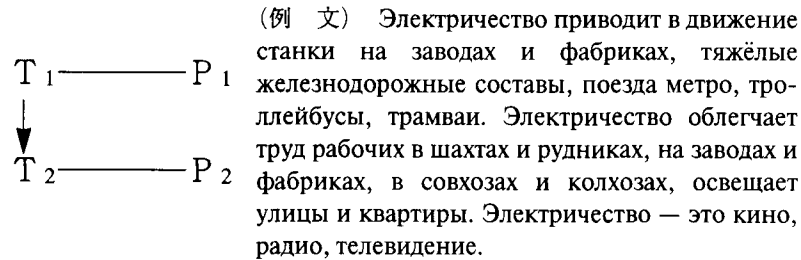 T 1 P 1
T 2 P 2
(例 文) Электричество приводит в движение
станки на заводах и фабриках, тяжёлые
железнодорожные составы, поезда метро, тро-
ллейбусы, трамваи. Электричество облегчает
труд рабочих в шахтах и рудниках, на заводах и
фабриках, в совхозах и колхозах, освещает
улицы и квартиры. Электричество — это кино,
радио, телевидение.